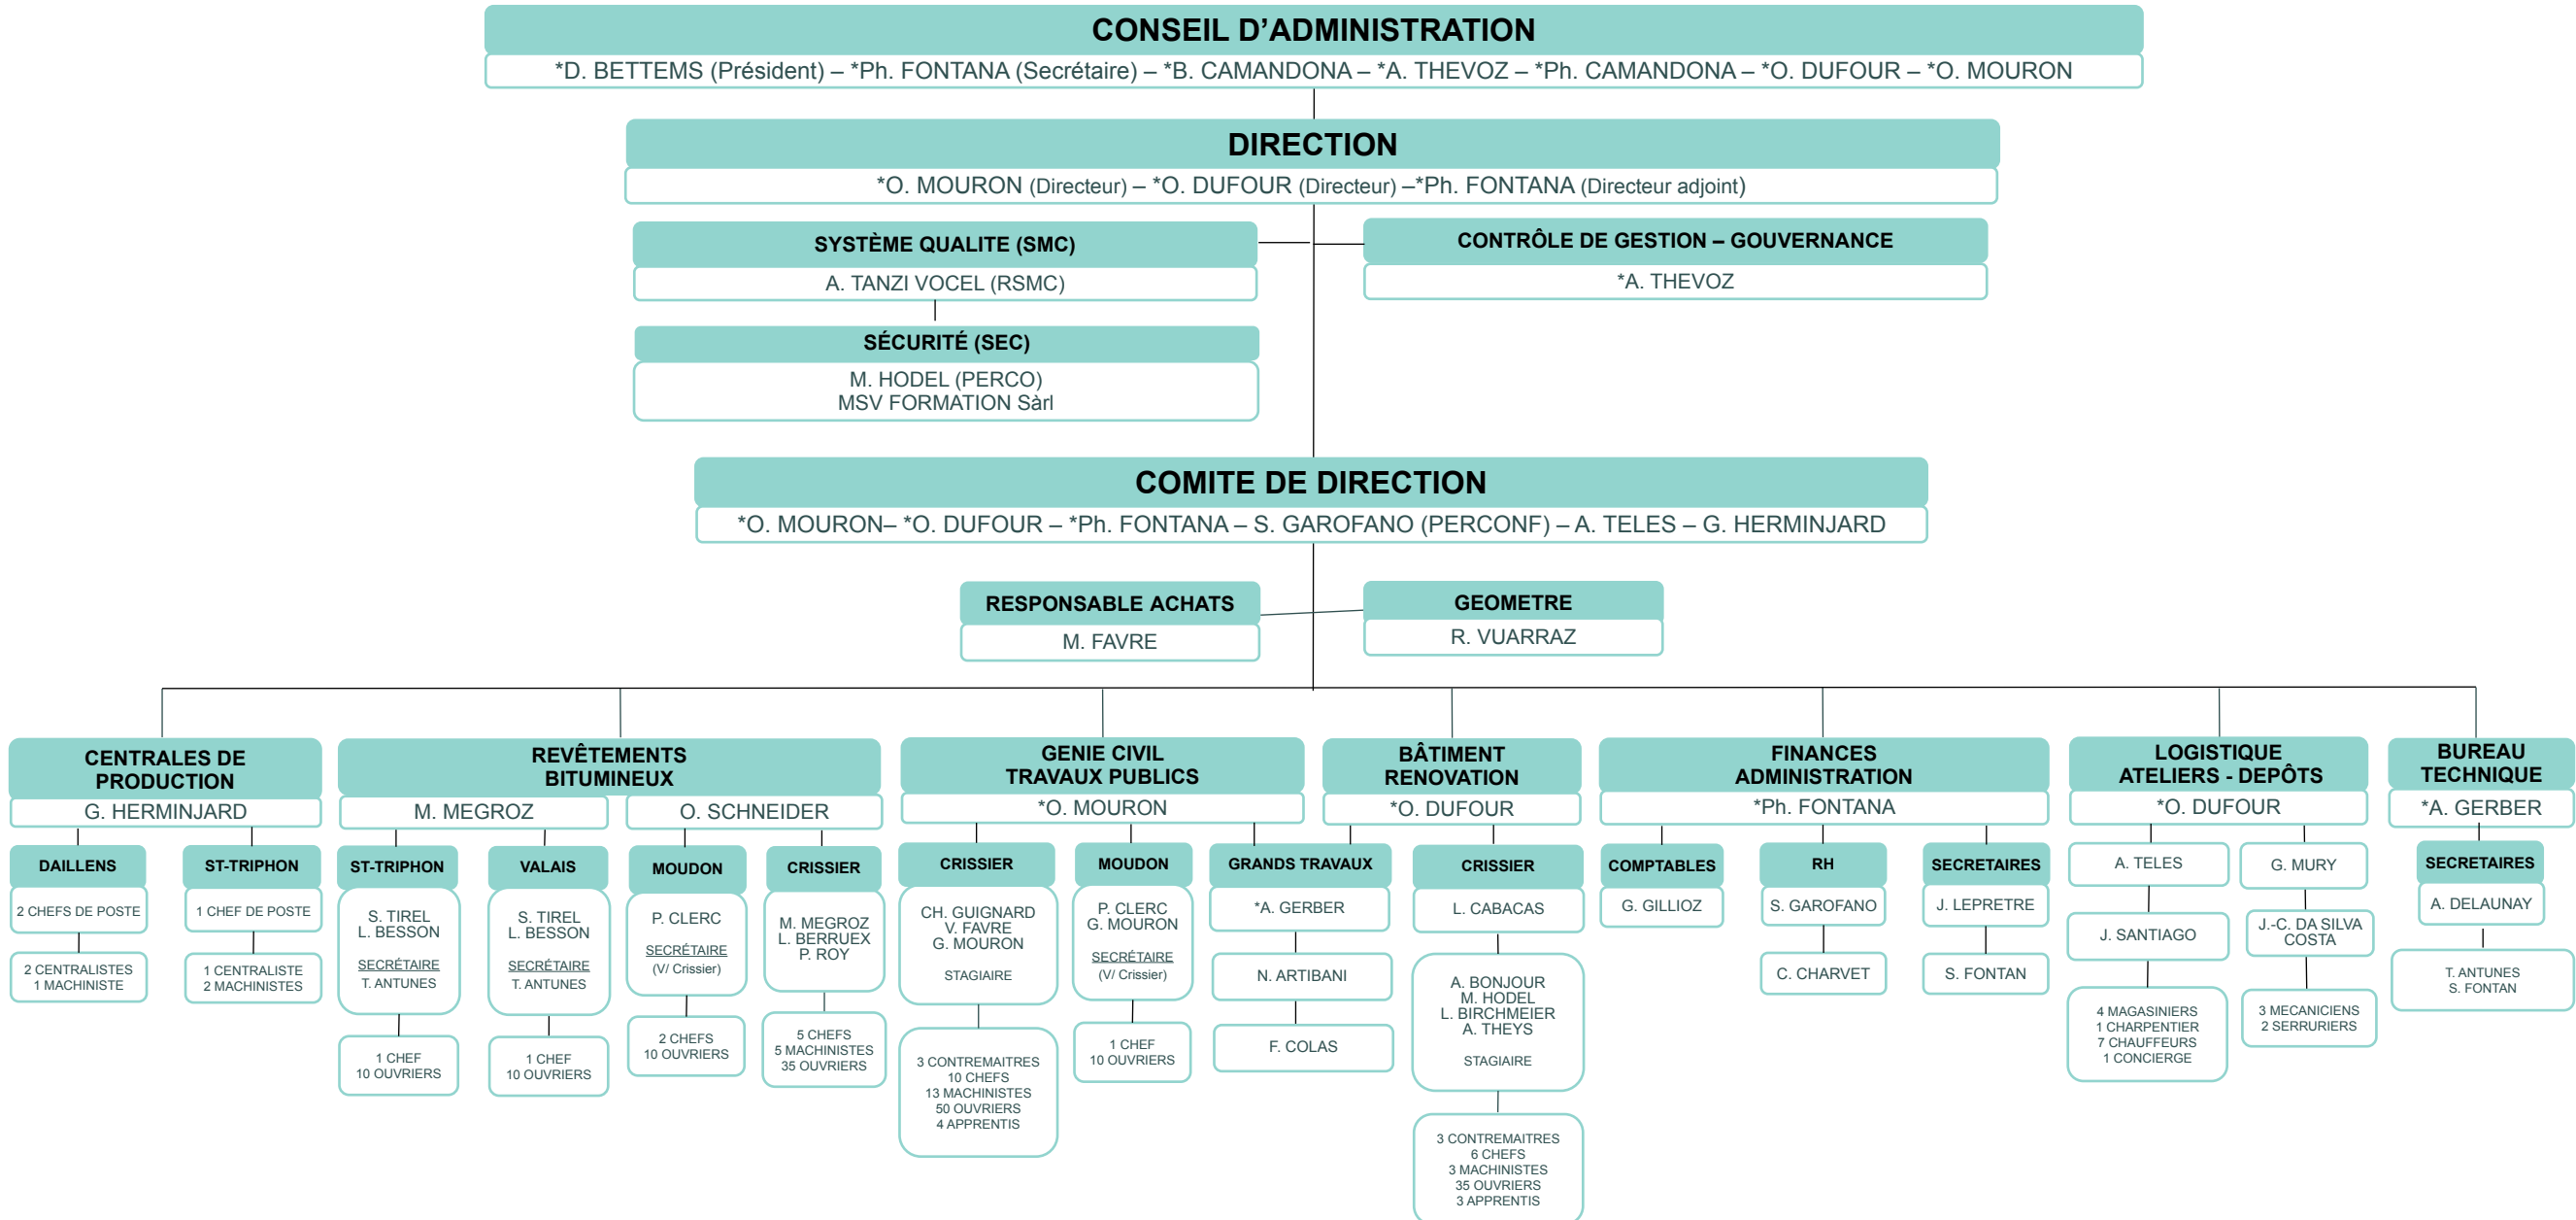 CONSEIL D’ADMINISTRATION
*D. BETTEMS (Président) – *Ph. FONTANA (Secrétaire) – *B. CAMANDONA – *A. THEVOZ – *Ph. CAMANDONA – *O. DUFOUR – *O. MOURON
DIRECTION
*O. MOURON (Directeur) – *O. DUFOUR (Directeur) –*Ph. FONTANA (Directeur adjoint)
SYSTÈME QUALITE (SMC)
A. TANZI VOCEL (RSMC)
CONTRÔLE DE GESTION – GOUVERNANCE
*A. THEVOZ
SÉCURITÉ (SEC)
M. HODEL (PERCO)
MSV FORMATION Sàrl
COMITE DE DIRECTION
*O. MOURON– *O. DUFOUR – *Ph. FONTANA – S. GAROFANO (PERCONF) – A. TELES – G. HERMINJARD
RESPONSABLE ACHATS
M. FAVRE
GEOMETRE
R. VUARRAZ
CENTRALES DE
PRODUCTION
G. HERMINJARD
DAILLENS
2 CHEFS DE POSTE
2 CENTRALISTES
1 MACHINISTE
ST-TRIPHON
1 CHEF DE POSTE
1 CENTRALISTE
2 MACHINISTES
REVÊTEMENTS
BITUMINEUX
M. MEGROZ
ST-TRIPHON
S. TIREL
L. BESSON
SECRÉTAIRE
T. ANTUNES
1 CHEF
10 OUVRIERS
VALAIS
S. TIREL
L. BESSON
SECRÉTAIRE
T. ANTUNES
1 CHEF
10 OUVRIERS
O. SCHNEIDER
MOUDON
P. CLERC
SECRÉTAIRE
(V/ Crissier)
2 CHEFS
10 OUVRIERS
CRISSIER
M. MEGROZ
L. BERRUEX
P. ROY
5 CHEFS
5 MACHINISTES
35 OUVRIERS
GENIE CIVIL
TRAVAUX PUBLICS
*O. MOURON
CRISSIER
CH. GUIGNARD
V. FAVRE
G. MOURON
STAGIAIRE
3 CONTREMAITRES
10 CHEFS
13 MACHINISTES
50 OUVRIERS
4 APPRENTIS
MOUDON
P. CLERC
G. MOURON
SECRÉTAIRE
(V/ Crissier)
1 CHEF
10 OUVRIERS
GRANDS TRAVAUX
*A. GERBER
N. ARTIBANI
F. COLAS
BÂTIMENT
RENOVATION
*O. DUFOUR
CRISSIER
L. CABACAS
A. BONJOUR
M. HODEL
L. BIRCHMEIER
A. THEYS
STAGIAIRE
3 CONTREMAITRES
6 CHEFS
3 MACHINISTES
35 OUVRIERS
3 APPRENTIS
FINANCES
ADMINISTRATION
*Ph. FONTANA
COMPTABLES
G. GILLIOZ
RH
S. GAROFANO
C. CHARVET
SECRETAIRES
J. LEPRETRE
S. FONTAN
LOGISTIQUE
ATELIERS - DEPÔTS
*O. DUFOUR
A. TELES
J. SANTIAGO
4 MAGASINIERS
1 CHARPENTIER
7 CHAUFFEURS
1 CONCIERGE
G. MURY
J.-C. DA SILVA
COSTA
3 MECANICIENS
2 SERRURIERS
BUREAU
TECHNIQUE
*A. GERBER
SECRETAIRES
A. DELAUNAY
T. ANTUNES
S. FONTAN